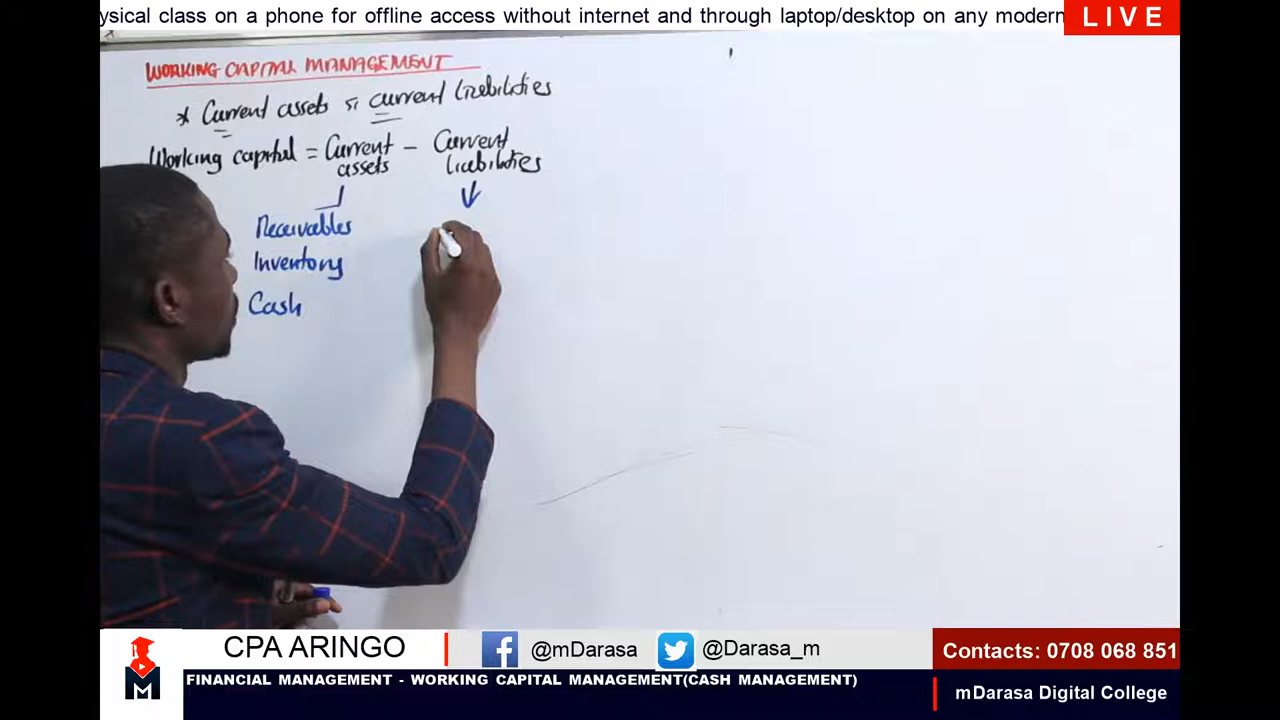 ysical class on a phone for offline access without internet and through laptop/desktop on any modern
LIVE
WORKING CAPITAL MANAGEMENT
* Current assets vs current liabilities
Working capital = Current assets − Current liabilities
Receivables
Inventory
Cash
CPA ARINGO
@mDarasa
@Darasa_m
Contacts: 0708 068 851
FINANCIAL MANAGEMENT - WORKING CAPITAL MANAGEMENT(CASH MANAGEMENT)
mDarasa Digital College